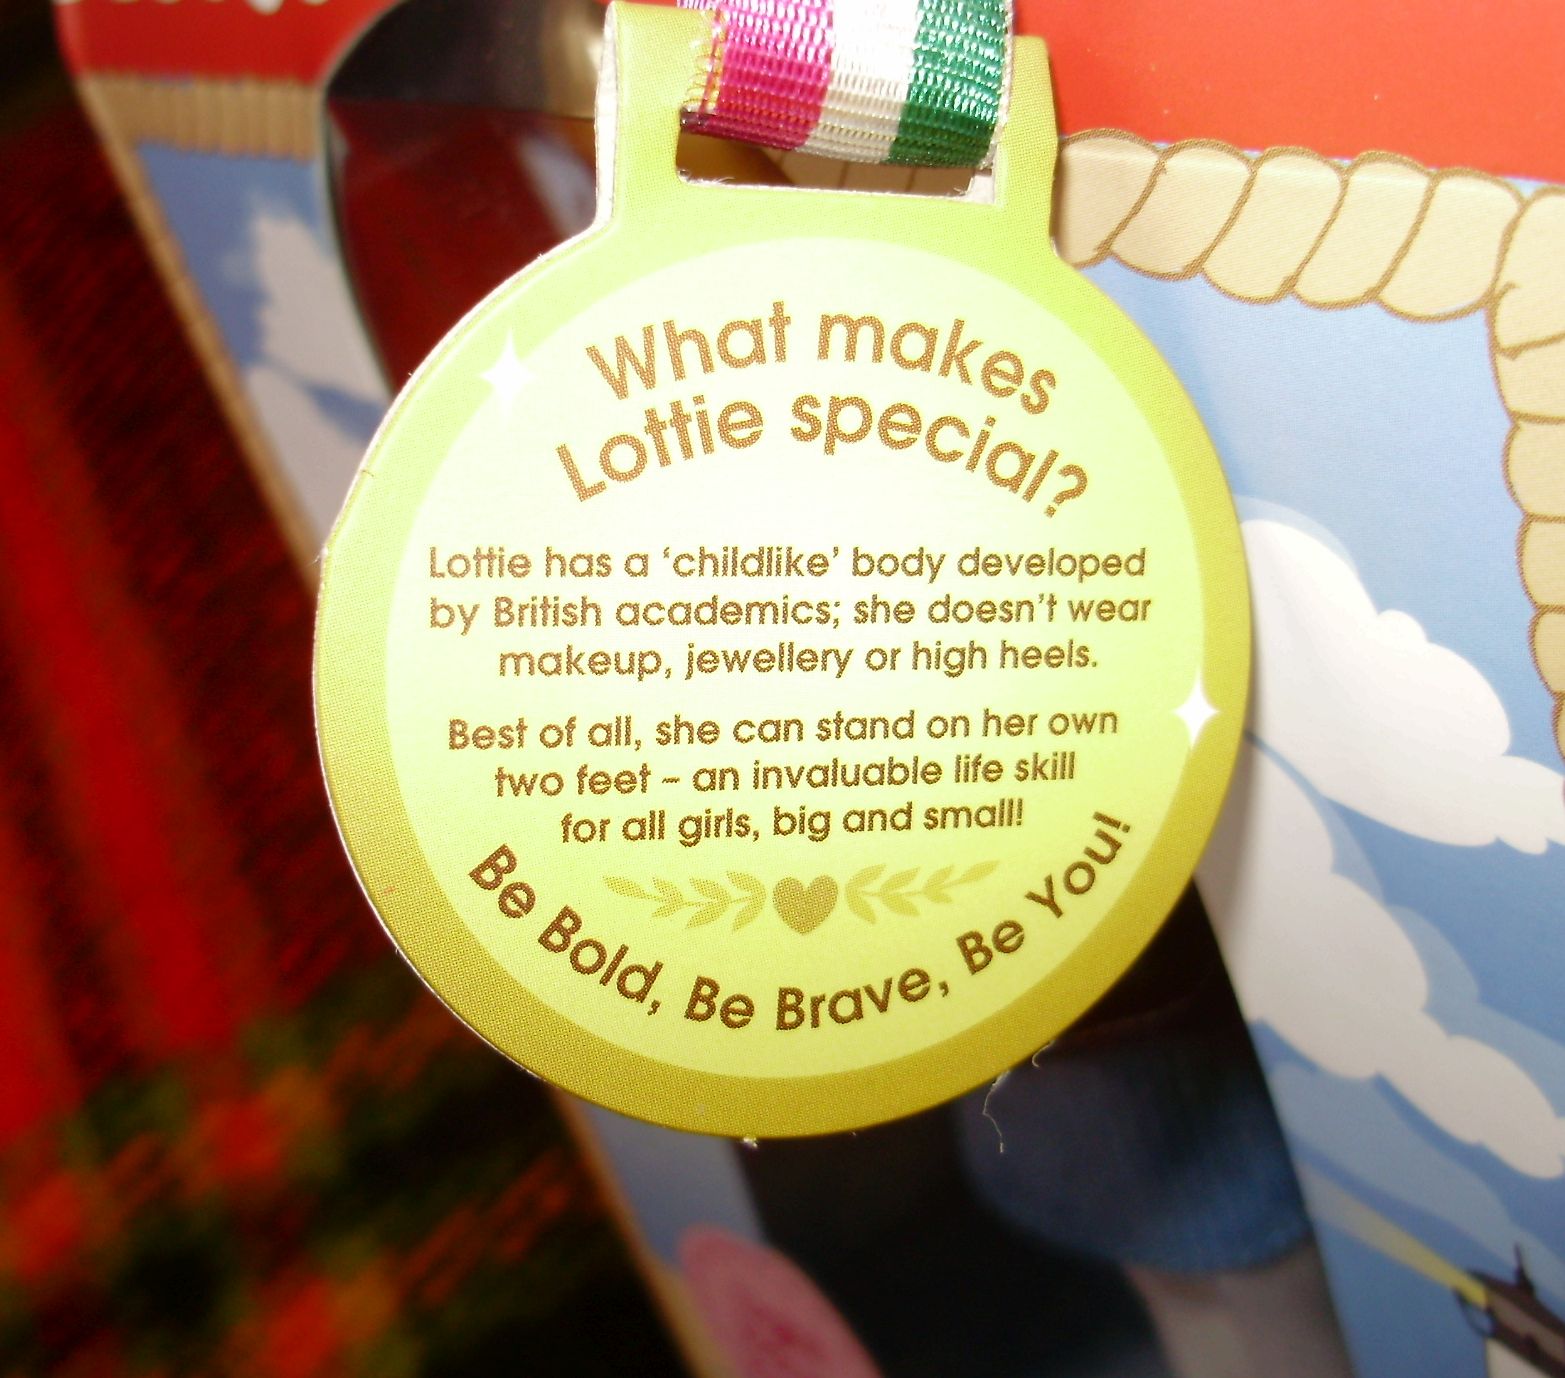 What makes
Lottie special?
Lottie has a ‘childlike’ body developed
by British academics; she doesn’t wear
makeup, jewellery or high heels.
Best of all, she can stand on her own
two feet – an invaluable life skill
for all girls, big and small!
Be Bold, Be Brave, Be You!